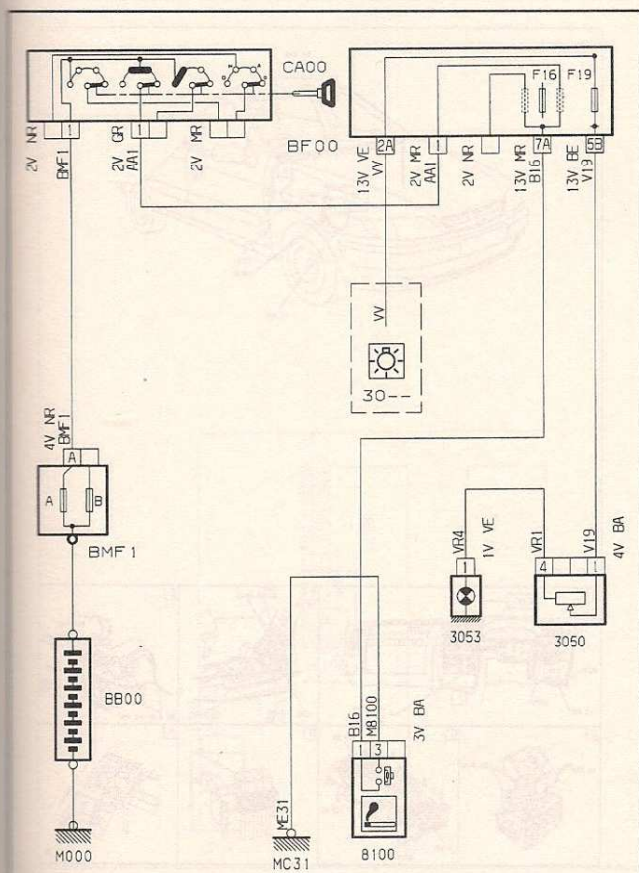 CA00
1
1
2V NR
BMF1
2V GR
AA1
2V MR
BF00
F16
F19
2A
1
7A
5B
13V VE
VV
2V MR
AA1
2V NR
13V MR
B16
13V BE
V19
VV
30--
4V NR
BMF1
A
A
B
BMF1
VR4
1V VE
VR1
V19
4V BA
1
4
1
3053
3050
BB00
B16
M8100
3V BA
1
3
ME31
M000
MC31
8100